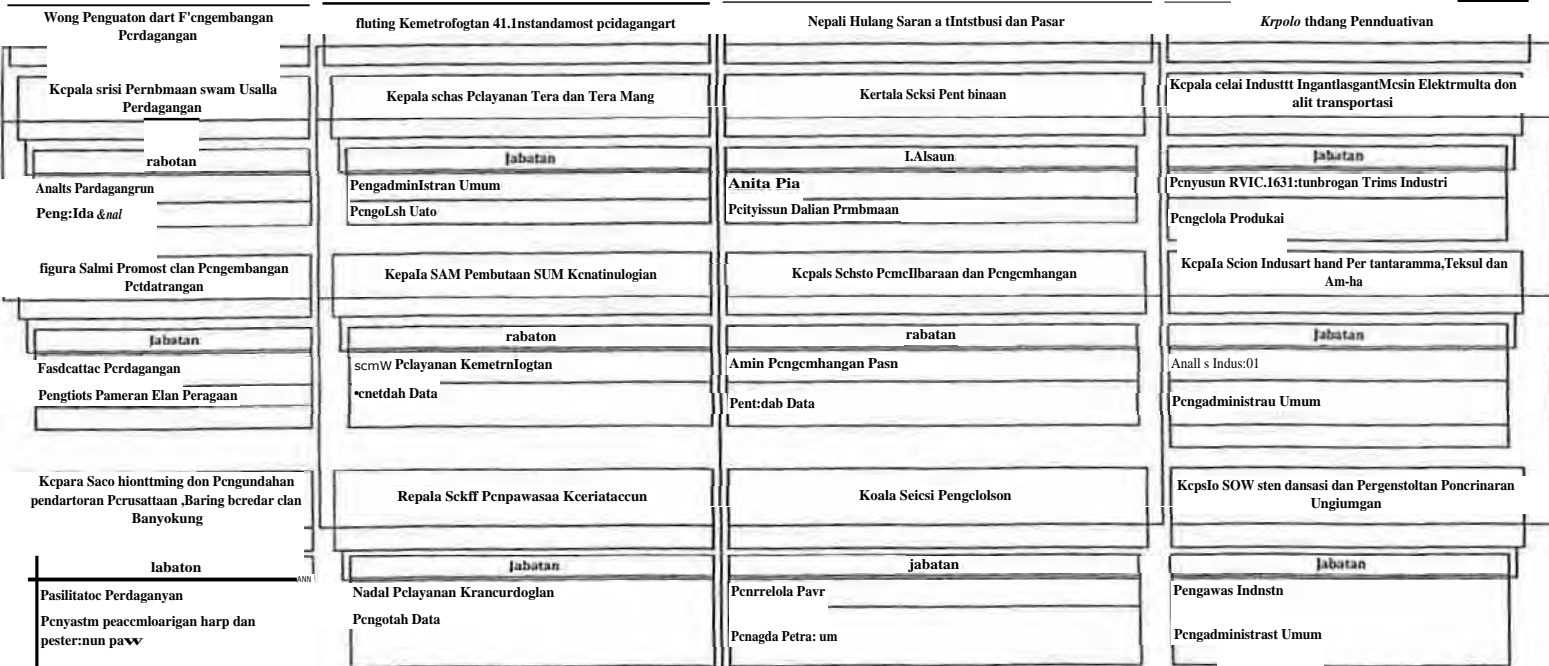 Wong Penguaton dart F'cngembangan
Pcrdagangan
fluting Kemetrofogtan 41.1nstandamost pcidagangart
Nepali Hulang Saran a tIntstbusi dan Pasar
Krpolo thdang Pennduativan
Kcpala srisi Pernbmaan swam Usalla
Perdagangan
Kepala schas Pclayanan Tera dan Tera Mang
Kertala Scksi Pent binaan
Kcpala celai Industtt IngantlasgantMcsin Elektrmulta don
alit transportasi
rabotan
Jabatan
I.Alsaun
Jabatan
Analts Pardagangrun
Peng:Ida &nal
PengadminIstran Umum
PcngoLsh Uato
Anita Pia
Pcityissun Dalian Prmbmaan
Pcnyusun RVIC.1631:tunbrogan Trims Industri
Pcngclola Produkai
figura Salmi Promost clan Pcngembangan
Pctdatrangan
KepaIa SAM Pembutaan SUM Kcnatinulogian
Kcpals Schsto PcmcIlbaraan dan Pcngcmhangan
KcpaIa Scion Indusart hand Per tantaramma,Teksul dan
Am-ha
Jabatan
rabaton
rabatan
Jabatan
Fasdcattac Pcrdagangan
Pengtiots Pameran Elan Peragaan
scmW Pclayanan KemetrnIogtan
•cnetdah Data
Amin Pcngcmhangan Pasn
Pent:dab Data
Anall s Indus:01
Pcngadministrau Umum
Kcpara Saco hionttming don Pcngundahan
pendartoran Pcrusattaan ,Baring bcredar clan
Banyokung
Repala Sckff Pcnpawasaa Kceriataccun
Koala Seicsi Pengclolson
KcpsIo SOW sten dansasi dan Pergenstoltan Poncrinaran
Ungiumgan
labaton
ANN
Jabatan
jabatan
Jabatan
Pasilitatoc Perdaganyan
Pcnyastm peaccmloarigan harp dan
pester:nun paw
Nadal Pclayanan Krancurdoglan
Pcngotah Data
Pcnrrelola Pavr
Pcnagda Petra: um
Pengawas Indnstn
Pcngadministrast Umum